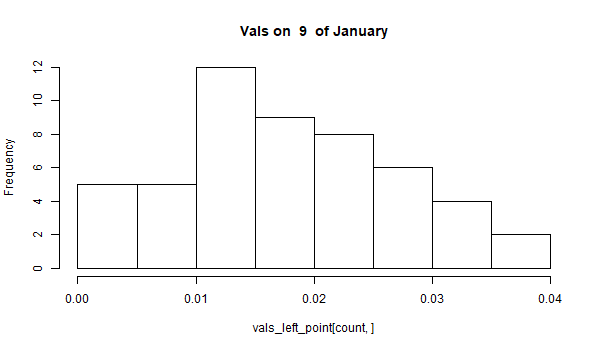 Vals on  9  of January
Frequency
12
10
8
6
4
2
0
0.00 0.01 0.02 0.03 0.04
vals_left_point[count, ]